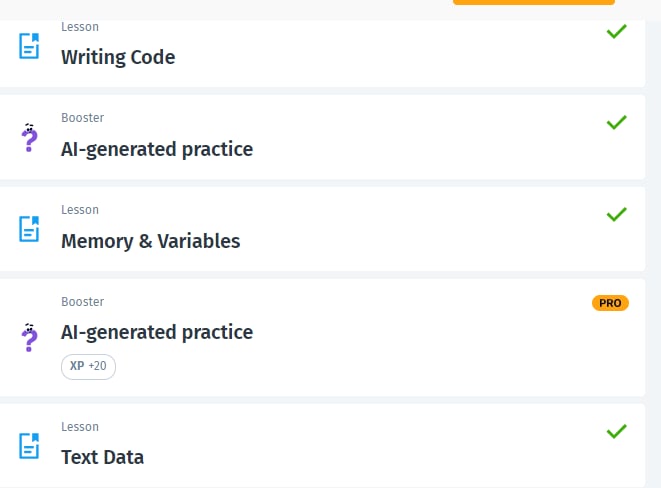 Lesson
Writing Code
Booster
AI-generated practice
Lesson
Memory & Variables
Booster
PRO
AI-generated practice
XP +20
Lesson
Text Data